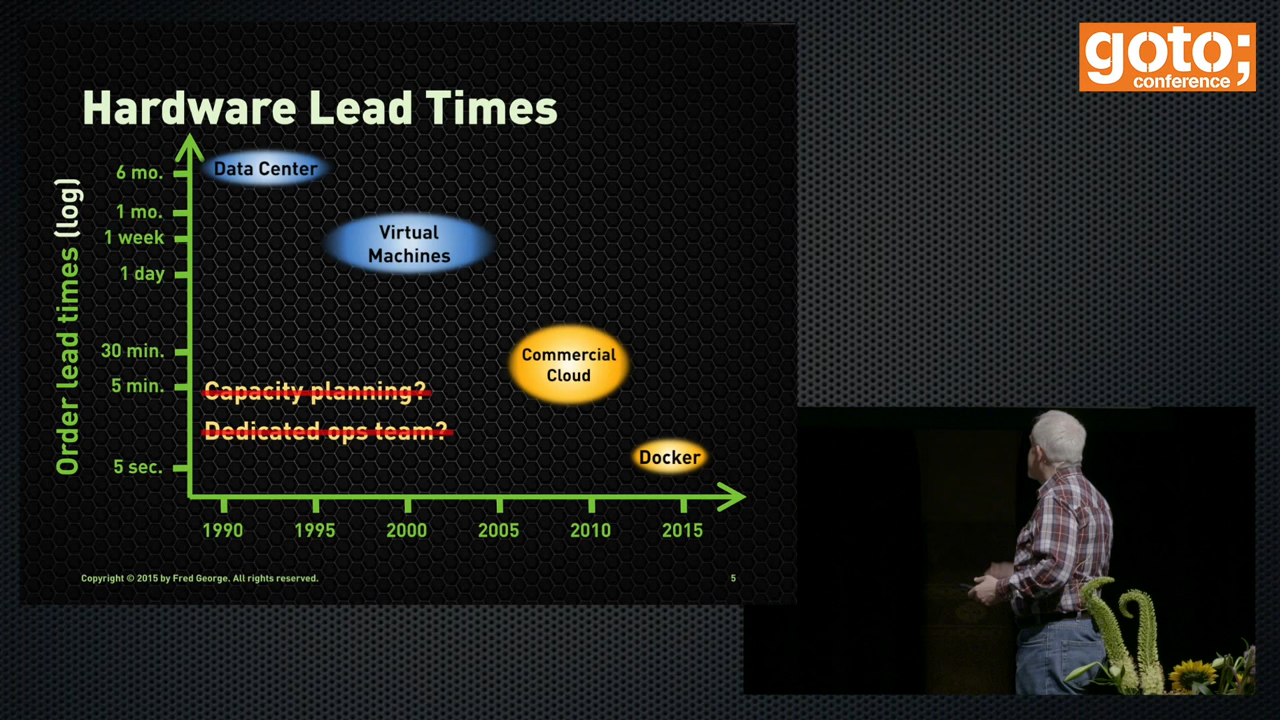 goto;
conference
Hardware Lead Times
Order lead times (log)
6 mo.
1 mo.
1 week
1 day
30 min.
5 min.
5 sec.
Data Center
Virtual
Machines
Commercial
Cloud
Docker
Capacity planning?
Dedicated ops team?
1990 1995 2000 2005 2010 2015
Copyright © 2015 by Fred George. All rights reserved.
5